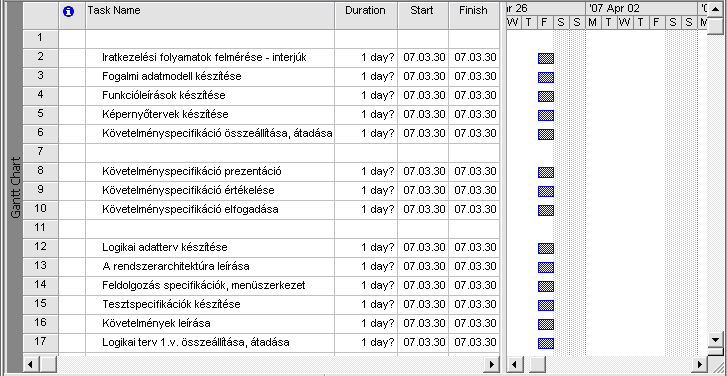 Task Name Duration Start Finish
ár 26 '07 Apr 02 '0
W T F S S M T W T F S S M
1
2 Iratkezelési folyamatok felmérése - interjúk 1 day? 07.03.30 07.03.30
3 Fogalmi adatmodell készítése 1 day? 07.03.30 07.03.30
4 Funkcióleírások készítése 1 day? 07.03.30 07.03.30
5 Képernyőtervek készítése 1 day? 07.03.30 07.03.30
6 Követelményspecifikáció összeállítása, átadása 1 day? 07.03.30 07.03.30
7
8 Követelményspecifikáció prezentáció 1 day? 07.03.30 07.03.30
9 Követelményspecifikáció értékelése 1 day? 07.03.30 07.03.30
10 Követelményspecifikáció elfogadása 1 day? 07.03.30 07.03.30
11
12 Logikai adatterv készítése 1 day? 07.03.30 07.03.30
13 A rendszerarchitektúra leírása 1 day? 07.03.30 07.03.30
14 Feldolgozás specifikációk, menüszerkezet 1 day? 07.03.30 07.03.30
15 Tesztspecifikációk készítése 1 day? 07.03.30 07.03.30
16 Követelmények leírása 1 day? 07.03.30 07.03.30
17 Logikai terv 1.v. összeállítása, átadása 1 day? 07.03.30 07.03.30
Gantt Chart